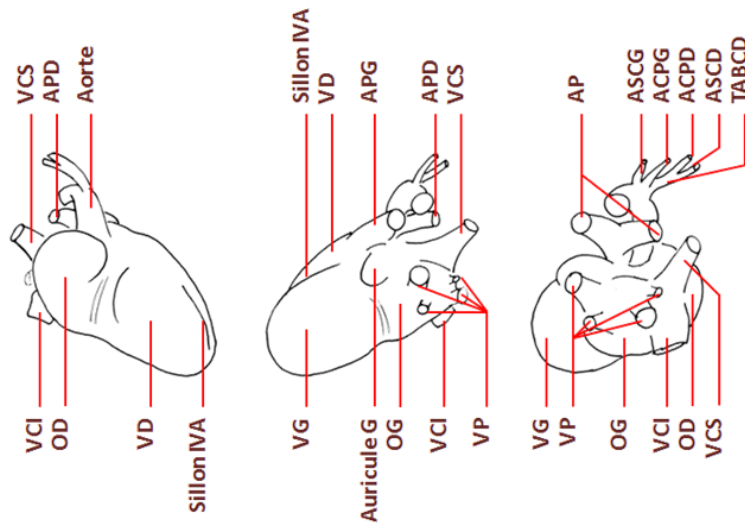 VCS
APD
Aorte
VCI
OD
VD
Sillon IVA
Sillon IVA
VD
APG
APD
VCS
VG
Auricule G
OG
VCI
VP
AP
ASCG
ACPG
ACPD
ASCD
TABCD
VG
VP
OG
VCI
OD
VCS